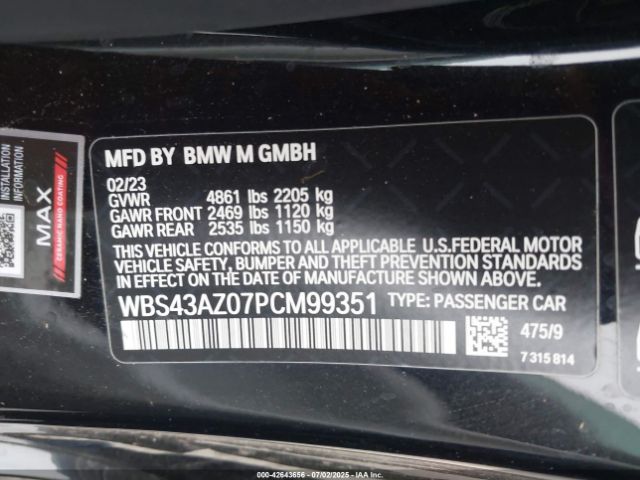 INSTALLATION
INFORMATION
MAX
CERAMIC NANO COATING
MFD BY BMW M GMBH
02/23
GVWR 4861 lbs 2205 kg
GAWR FRONT 2469 lbs 1120 kg
GAWR REAR 2535 lbs 1150 kg
THIS VEHICLE CONFORMS TO ALL APPLICABLE U.S.FEDERAL MOTOR
VEHICLE SAFETY, BUMPER AND THEFT PREVENTION STANDARDS
IN EFFECT ON THE DATE OF MANUFACTURE SHOWN ABOVE.
WBS43AZ07PCM99351 TYPE: PASSENGER CAR
475/9
7 315 814
000-42643656 | 07/02/2025 | IAAI.COM